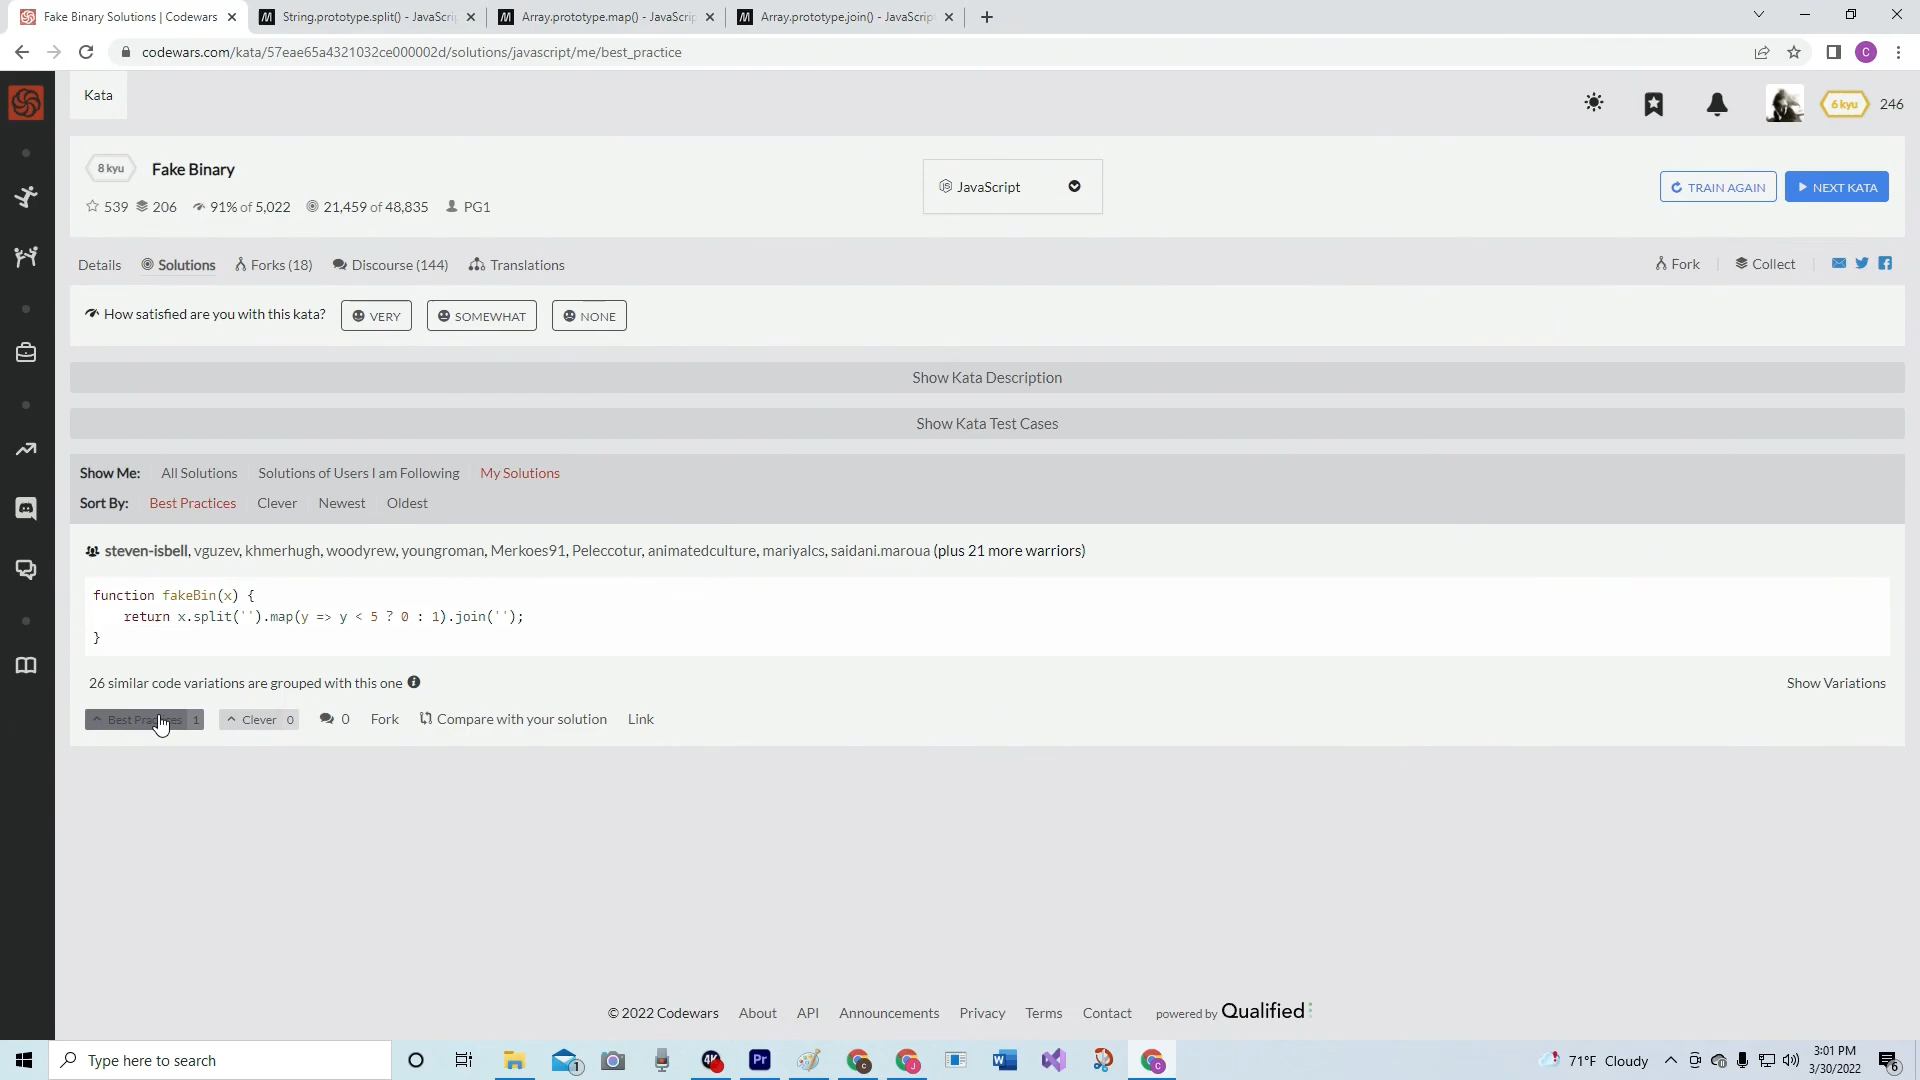 Fake Binary Solutions | Codewars
String.prototype.split() - JavaScri
Array.prototype.map() - JavaScrip
Array.prototype.join() - JavaScript
codewars.com/kata/57eae65a4321032ce000002d/solutions/javascript/me/best_practice
C
Kata
6 kyu
246
8 kyu
Fake Binary
JavaScript
TRAIN AGAIN
NEXT KATA
539 206 91% of 5,022 21,459 of 48,835 PG1
Details Solutions Forks (18) Discourse (144) Translations
Fork Collect
How satisfied are you with this kata? VERY SOMEWHAT NONE
Show Kata Description
Show Kata Test Cases
Show Me: All Solutions Solutions of Users I am Following My Solutions
Sort By: Best Practices Clever Newest Oldest
steven-isbell, vguzev, khmerhugh, woodyrew, youngroman, Merkoes91, Peleccotur, animatedculture, mariyalcs, saidani.maroua (plus 21 more warriors)
function fakeBin(x) {
return x.split('').map(y => y < 5 ? 0 : 1).join('');
}
26 similar code variations are grouped with this one
Show Variations
Best Practices 1 Clever 0 0 Fork Compare with your solution Link
© 2022 Codewars About API Announcements Privacy Terms Contact powered by Qualified
Type here to search
1
4K
Pr
C
J
C
71°F Cloudy
3:01 PM
3/30/2022
6